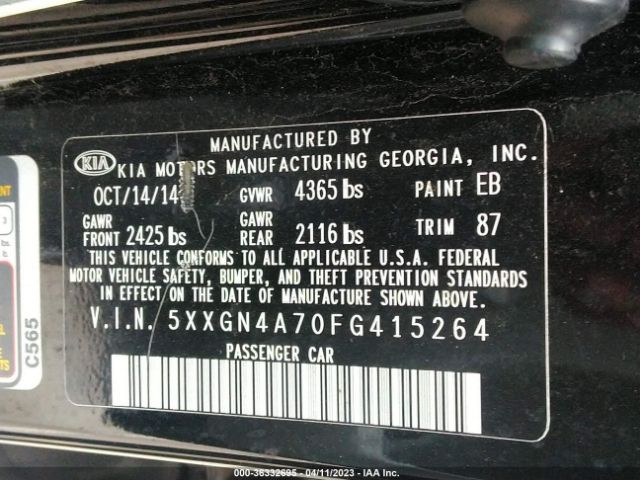 MANUFACTURED BY
KIA KIA MOTORS MANUFACTURING GEORGIA, INC.
OCT/14/14 GVWR 4365 lbs PAINT EB
GAWR FRONT 2425 lbs GAWR REAR 2116 lbs TRIM 87
THIS VEHICLE CONFORMS TO ALL APPLICABLE U.S.A. FEDERAL
MOTOR VEHICLE SAFETY, BUMPER, AND THEFT PREVENTION STANDARDS
IN EFFECT ON THE DATE OF MANUFACTURE SHOWN ABOVE.
V.I.N. 5XXGN4A70FG415264
PASSENGER CAR
C565
000-36332695 - 04/11/2023 - IAA Inc.